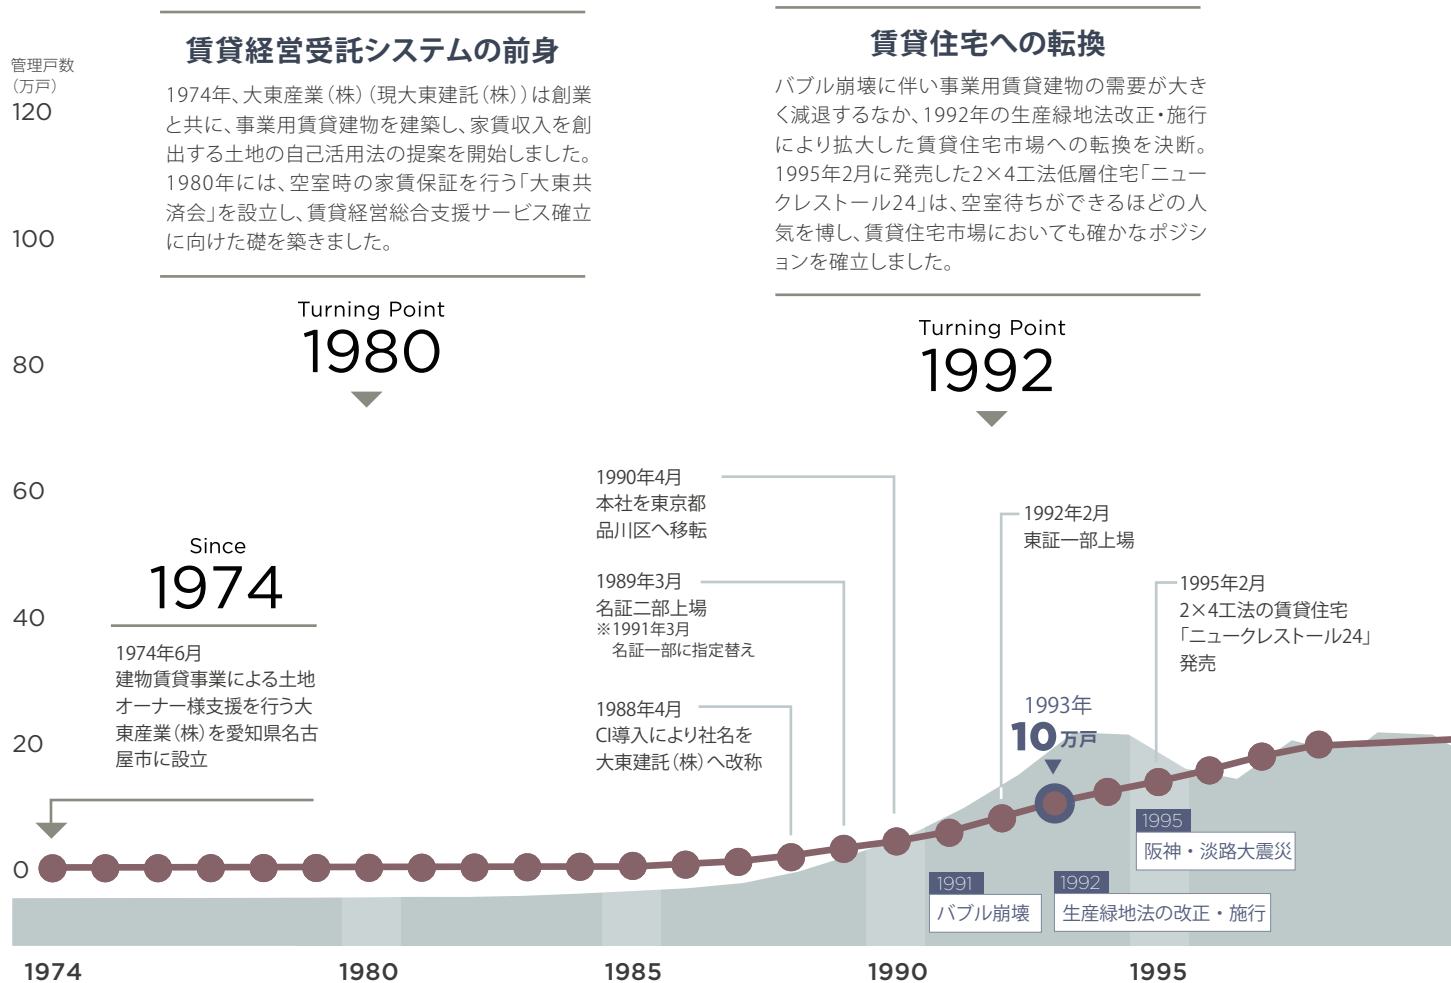 管理戸数
（万戸）
120
100
80
60
40
20
0
賃貸経営受託システムの前身
1974年、大東産業（株）（現大東建託（株））は創業
と共に、事業用賃貸建物を建築し、家賃収入を創
出する土地の自己活用法の提案を開始しました。
1980年には、空室時の家賃保証を行う「大東共
済会」を設立し、賃貸経営総合支援サービス確立
に向けた礎を築きました。
Turning Point
1980
賃貸住宅への転換
バブル崩壊に伴い事業用賃貸建物の需要が大き
く減退するなか、1992年の生産緑地法改正・施行
により拡大した賃貸住宅市場への転換を決断。
1995年2月に発売した2×4工法低層住宅「ニュー
クレストール24」は、空室待ちができるほどの人
気を博し、賃貸住宅市場においても確かなポジシ
ョンを確立しました。
Turning Point
1992
Since
1974
1974年6月
建物賃貸事業による土地
オーナー様支援を行う大
東産業（株）を愛知県名古
屋市に設立
1990年4月
本社を東京都
品川区へ移転
1989年3月
名証二部上場
※1991年3月
名証一部に指定替え
1988年4月
CI導入により社名を
大東建託（株）へ改称
1992年2月
東証一部上場
1995年2月
2×4工法の賃貸住宅
「ニュークレストール24」
発売
1993年
10万戸
1995
阪神・淡路大震災
1991
バブル崩壊
1992
生産緑地法の改正・施行
1974
1980
1985
1990
1995